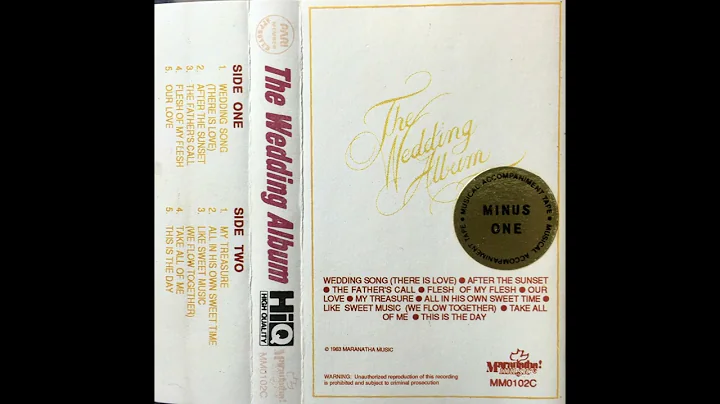 SIDE ONE
1. WEDDING SONG
(THERE IS LOVE)
2. AFTER THE SUNSET
3. THE FATHER'S CALL
4. FLESH OF MY FLESH
5. OUR LOVE
SIDE TWO
1. MY TREASURE
2. ALL IN HIS OWN SWEET TIME
3. LIKE SWEET MUSIC
(WE FLOW TOGETHER)
4. TAKE ALL OF ME
5. THIS IS THE DAY
The Wedding Album
HiQ
HIGH QUALITY
Maranatha!
MM0102C
The
Wedding
Album
MUSICAL ACCOMPANIMENT TAPE • MUSICAL ACCOMPANIMENT TAPE •
MINUS
ONE
WEDDING SONG (THERE IS LOVE) ● AFTER THE SUNSET
● THE FATHER'S CALL ● FLESH OF MY FLESH ● OUR
LOVE ● MY TREASURE ● ALL IN HIS OWN SWEET TIME ●
LIKE SWEET MUSIC (WE FLOW TOGETHER) ● TAKE ALL
OF ME ● THIS IS THE DAY
© 1983 MARANATHA MUSIC
WARNING: Unauthorized reproduction of this recording
is prohibited and subject to criminal prosecution
Maranatha!
MM0102C